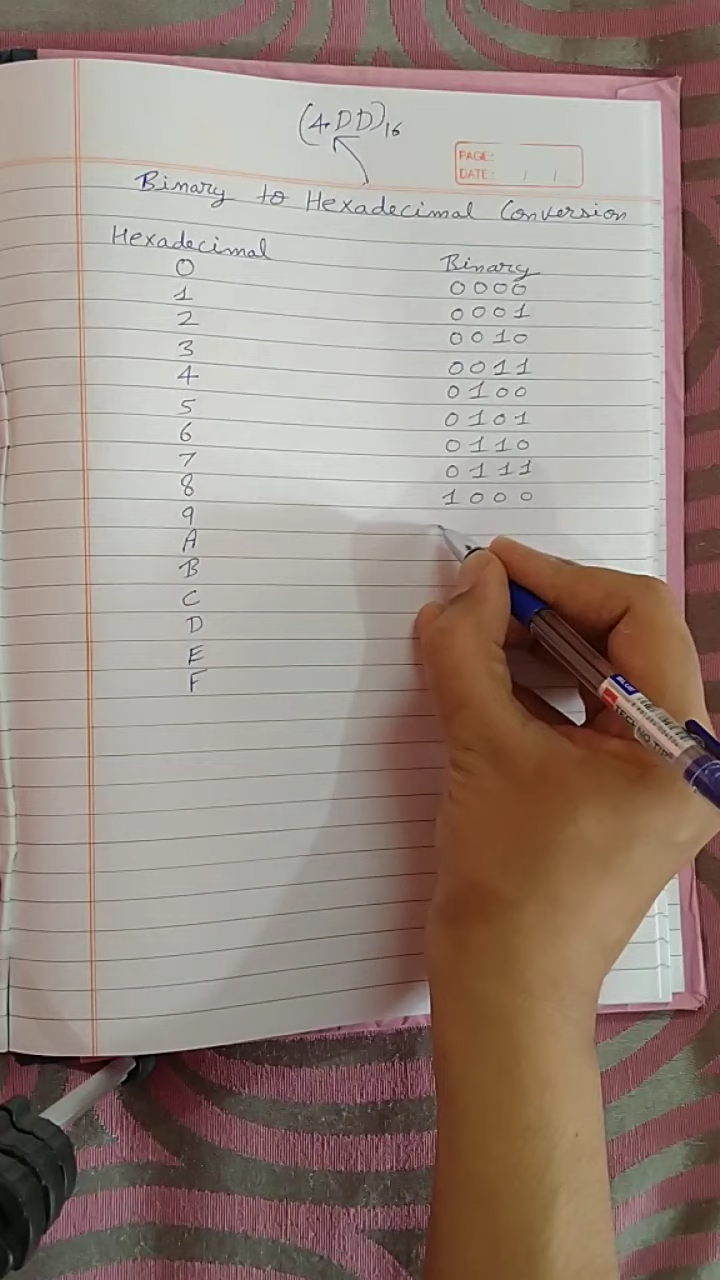 (4DD)16
PAGE:
DATE: / /
Binary to Hexadecimal Conversion
Hexadecimal Binary
0 0000
1 0001
2 0010
3 0011
4 0100
5 0101
6 0110
7 0111
8 1000
9
A
B
C
D
E
F
BLUE